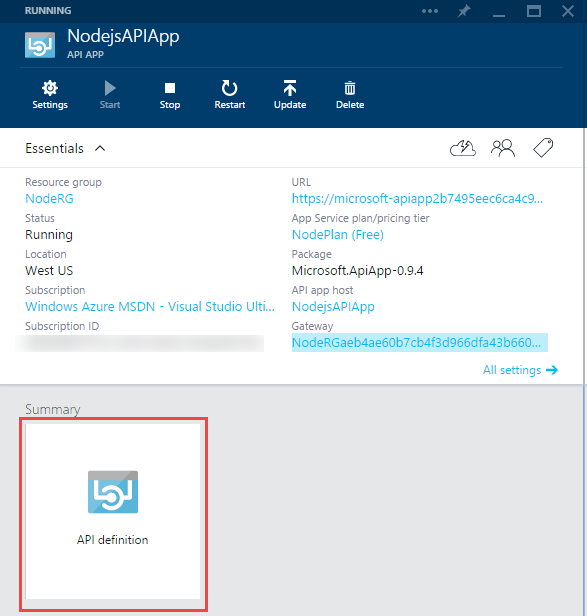 RUNNING
NodejsAPIApp
API APP
Settings Start Stop Restart Update Delete
Essentials
Resource group URL
NodeRG https://microsoft-apiapp2b7495eec6ca4c9...
Status App Service plan/pricing tier
Running NodePlan (Free)
Location Package
West US Microsoft.ApiApp-0.9.4
Subscription API app host
Windows Azure MSDN - Visual Studio Ulti... NodejsAPIApp
Subscription ID Gateway
NodeRGaeb4ae60b7cb4f3d966dfa43b660...
All settings
Summary
API definition